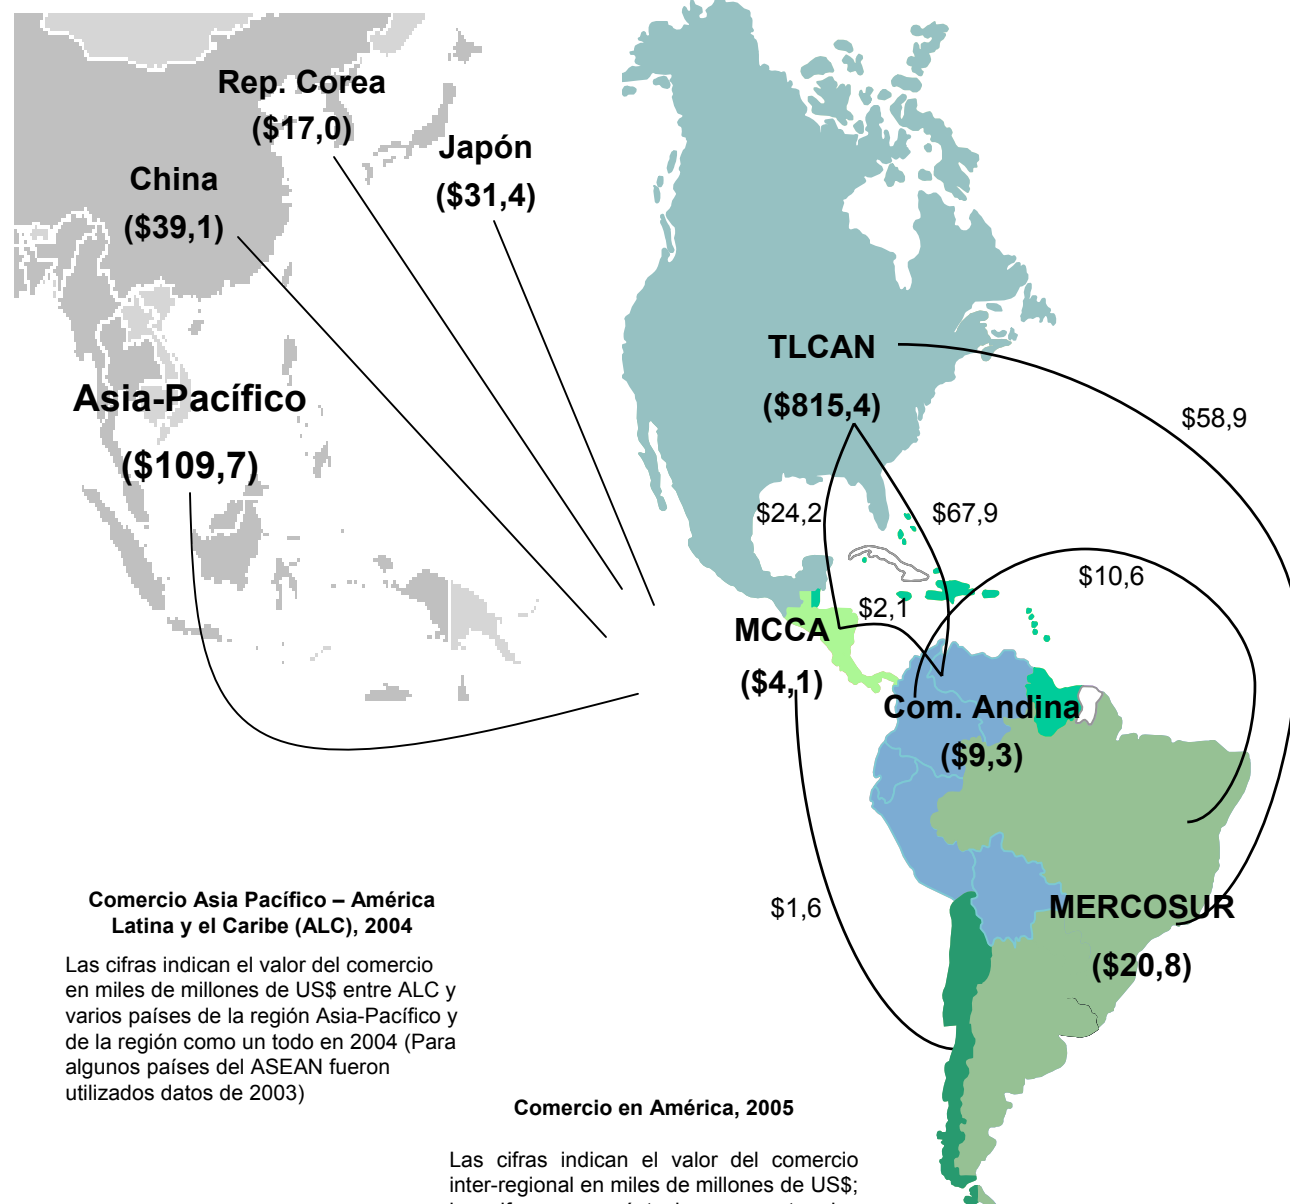 Rep. Corea
($17,0)
Japón
($31,4)
China
($39,1)
Asia-Pacífico
($109,7)
TLCAN
($815,4)
$58,9
$24,2
$67,9
$10,6
$2,1
MCCA
($4,1)
Com. Andina
($9,3)
$1,6
MERCOSUR
($20,8)
Comercio Asia Pacífico – América
Latina y el Caribe (ALC), 2004
Las cifras indican el valor del comercio
en miles de millones de US$ entre ALC y
varios países de la región Asia-Pacífico y
de la región como un todo en 2004 (Para
algunos países del ASEAN fueron
utilizados datos de 2003)
Comercio en América, 2005
Las cifras indican el valor del comercio
inter-regional en miles de millones de US$;